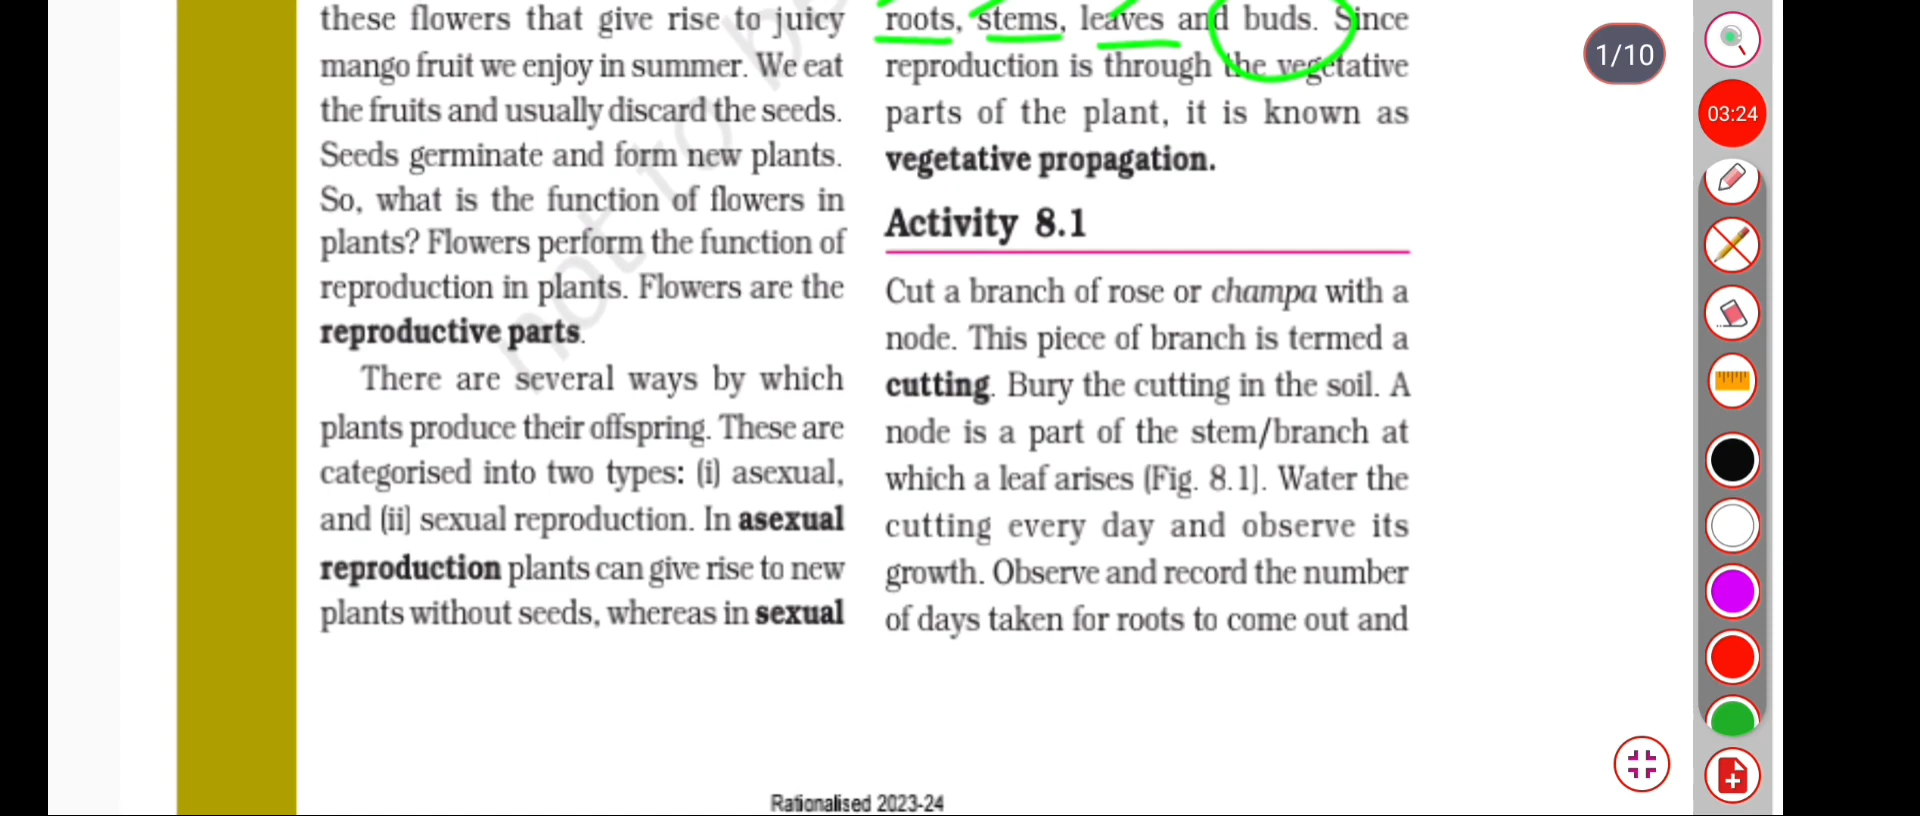 these flowers that give rise to juicy
mango fruit we enjoy in summer. We eat
the fruits and usually discard the seeds.
Seeds germinate and form new plants.
So, what is the function of flowers in
plants? Flowers perform the function of
reproduction in plants. Flowers are the
reproductive parts.
There are several ways by which
plants produce their offspring. These are
categorised into two types: (i) asexual,
and (ii) sexual reproduction. In asexual
reproduction plants can give rise to new
plants without seeds, whereas in sexual
roots, stems, leaves and buds. Since
reproduction is through the vegetative
parts of the plant, it is known as
vegetative propagation.
Activity 8.1
Cut a branch of rose or champa with a
node. This piece of branch is termed a
cutting. Bury the cutting in the soil. A
node is a part of the stem/branch at
which a leaf arises (Fig. 8.1). Water the
cutting every day and observe its
growth. Observe and record the number
of days taken for roots to come out and
Rationalised 2023-24
not to be
1/10
03:24